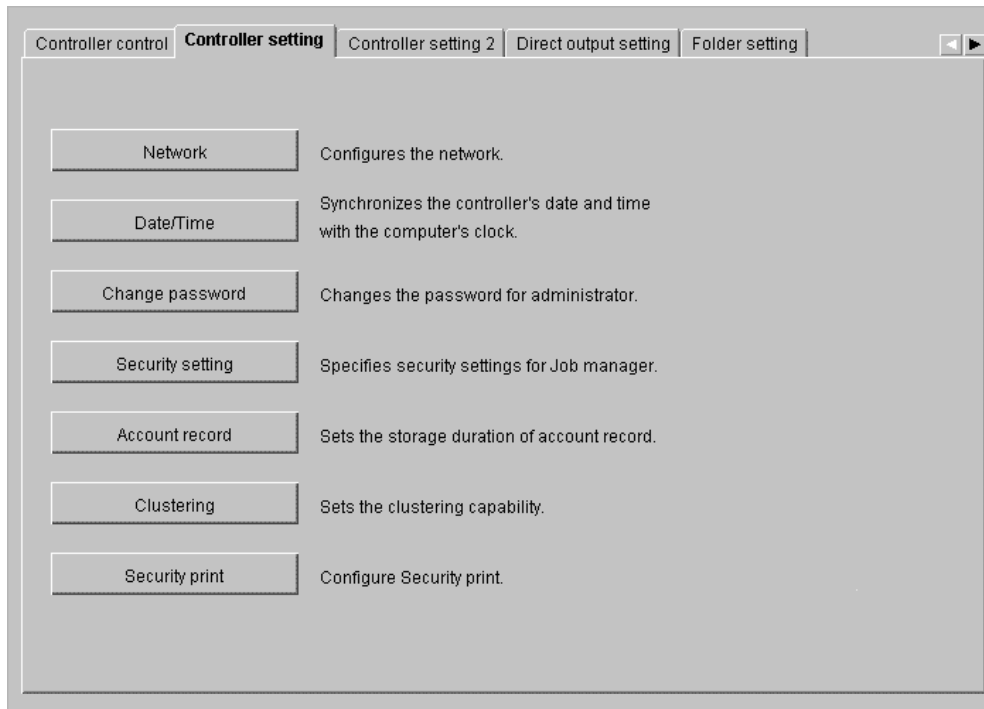 Controller control Controller setting Controller setting 2 Direct output setting Folder setting
Network Configures the network.
Date/Time Synchronizes the controller's date and time
with the computer's clock.
Change password Changes the password for administrator.
Security setting Specifies security settings for Job manager.
Account record Sets the storage duration of account record.
Clustering Sets the clustering capability.
Security print Configure Security print.